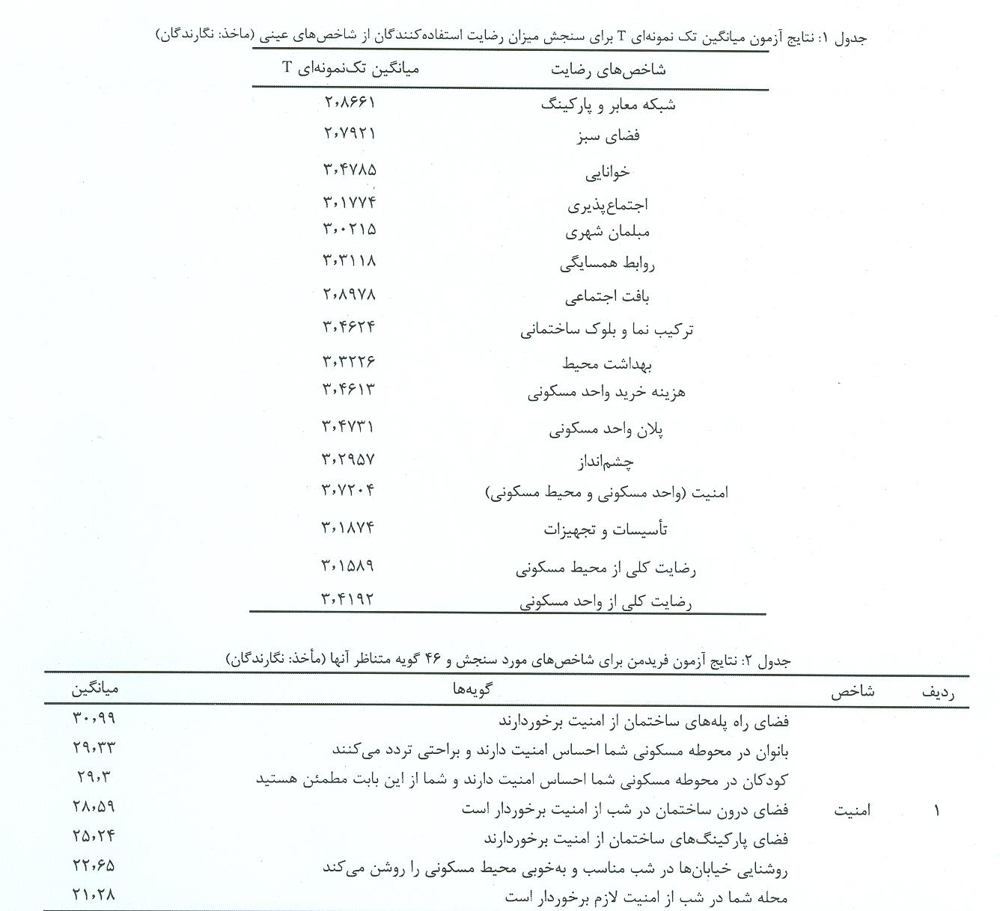 جدول ۱: نتایج آزمون میانگین تک نمونه‌ای T برای سنجش میزان رضایت استفاده‌کنندگان از شاخص‌های عینی (ماخذ: نگارندگان)
شاخص‌های رضایت میانگین تک‌نمونه‌ای T
شبکه معابر و پارکینگ ۲٫۸۶۶۱
فضای سبز ۲٫۷۹۲۱
خوانایی ۳٫۴۷۸۵
اجتماع‌پذیری ۳٫۱۷۷۴
مبلمان شهری ۳٫۰۲۱۵
روابط همسایگی ۳٫۳۱۱۸
بافت اجتماعی ۲٫۸۹۷۸
ترکیب نما و بلوک ساختمانی ۳٫۴۶۲۴
بهداشت محیط ۳٫۳۲۲۶
هزینه خرید واحد مسکونی ۳٫۴۶۱۳
پلان واحد مسکونی ۳٫۴۷۳۱
چشم‌انداز ۳٫۲۹۵۷
امنیت (واحد مسکونی و محیط مسکونی) ۳٫۷۲۰۴
تأسیسات و تجهیزات ۳٫۱۸۷۴
رضایت کلی از محیط مسکونی ۳٫۱۵۸۹
رضایت کلی از واحد مسکونی ۳٫۴۱۹۲
جدول ۲: نتایج آزمون فریدمن برای شاخص‌های مورد سنجش و ۴۶ گویه متناظر آنها (مأخذ: نگارندگان)
ردیف شاخص گویه‌ها میانگین
فضای راه پله‌های ساختمان از امنیت برخوردارند ۳۰٫۹۹
بانوان در محوطه مسکونی شما احساس امنیت دارند و براحتی تردد می‌کنند ۲۹٫۳۳
کودکان در محوطه مسکونی شما احساس امنیت دارند و شما از این بابت مطمئن هستید ۲۹٫۳
۱ امنیت فضای درون ساختمان در شب از امنیت برخوردار است ۲۸٫۵۹
فضای پارکینگ‌های ساختمان از امنیت برخوردارند ۲۵٫۲۴
روشنایی خیابان‌ها در شب مناسب و به‌خوبی محیط مسکونی را روشن می‌کند ۲۲٫۶۵
محله شما در شب از امنیت لازم برخوردار است ۲۱٫۲۸